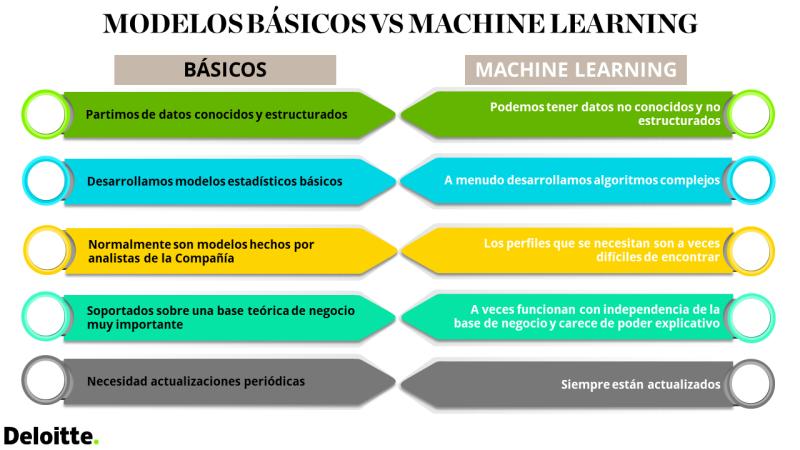 MODELOS BÁSICOS VS MACHINE LEARNING
BÁSICOS
MACHINE LEARNING
Partimos de datos conocidos y estructurados
Podemos tener datos no conocidos y no
estructurados
Desarrollamos modelos estadísticos básicos
A menudo desarrollamos algoritmos complejos
Normalmente son modelos hechos por
analistas de la Compañía
Los perfiles que se necesitan son a veces
difíciles de encontrar
Soportados sobre una base teórica de negocio
muy importante
A veces funcionan con independencia de la
base de negocio y carece de poder explicativo
Necesidad actualizaciones periódicas
Siempre están actualizados
Deloitte.